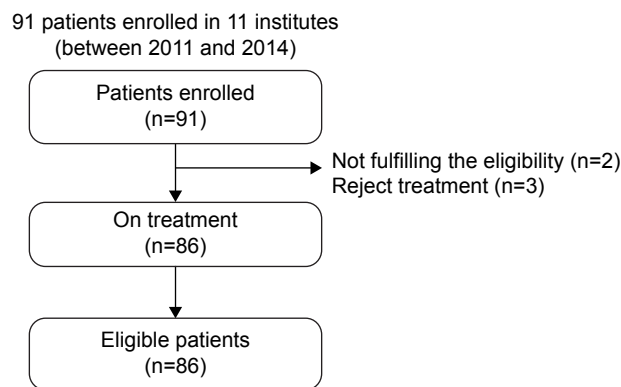 91 patients enrolled in 11 institutes
(between 2011 and 2014)
Patients enrolled
(n=91)
Not fulfilling the eligibility (n=2)
Reject treatment (n=3)
On treatment
(n=86)
Eligible patients
(n=86)